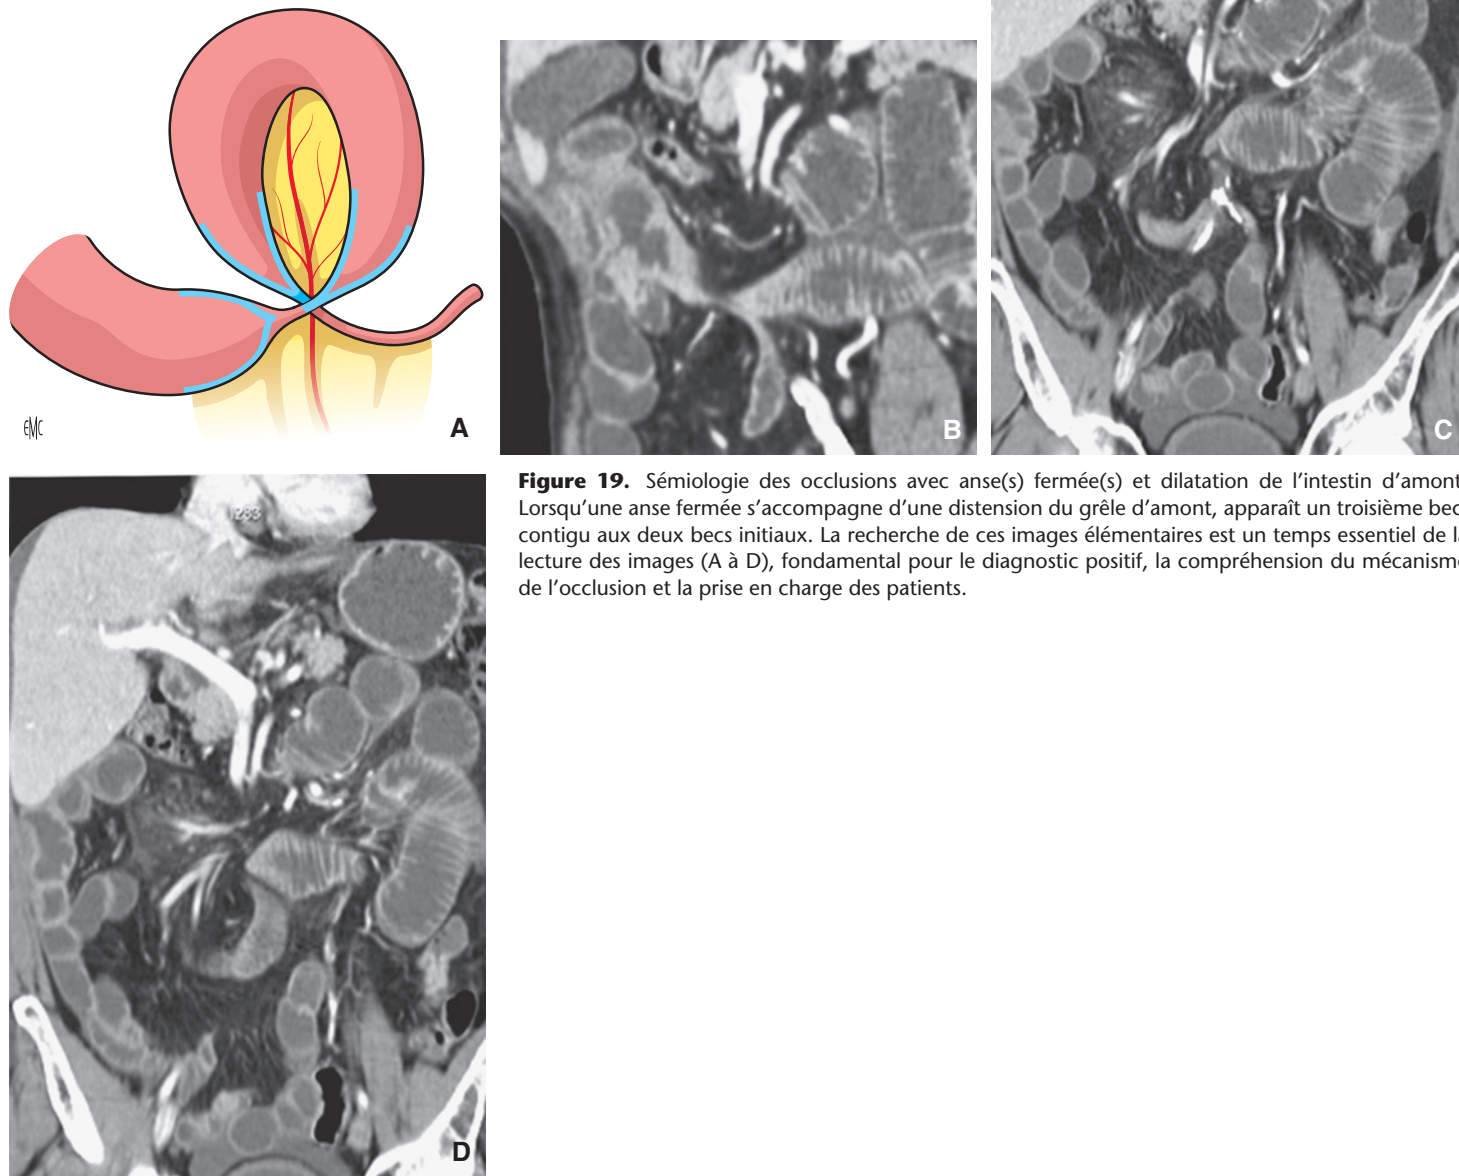 A
EMC
B
C
Figure 19. Sémiologie des occlusions avec anse(s) fermée(s) et dilatation de l'intestin d'amont
Lorsqu'une anse fermée s'accompagne d'une distension du grêle d'amont, apparaît un troisième bec
contigu aux deux becs initiaux. La recherche de ces images élémentaires est un temps essentiel de
lecture des images (A à D), fondamental pour le diagnostic positif, la compréhension du mécanisme
de l'occlusion et la prise en charge des patients.
D